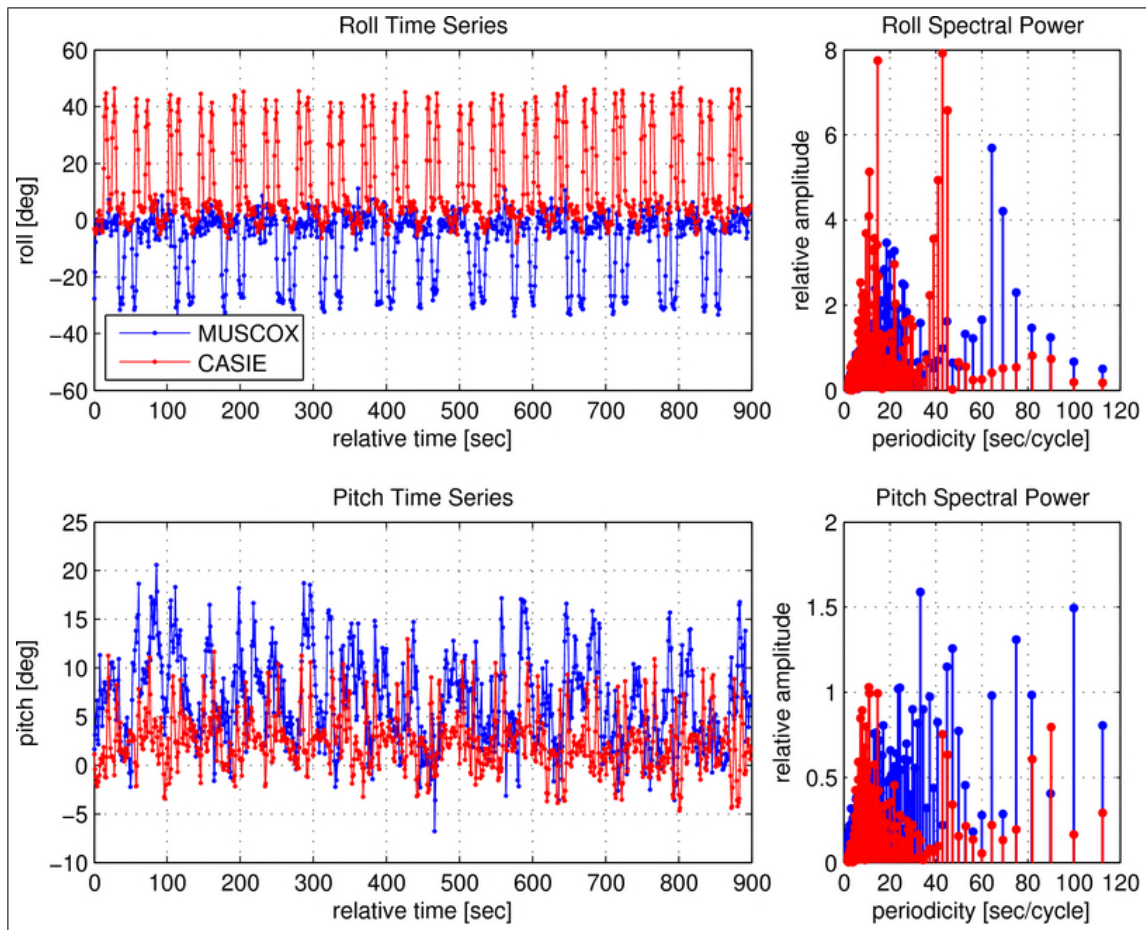 Roll Time Series
60
40
20
0
−20
−40
−60
roll [deg]
MUSCOX
CASIE
0 100 200 300 400 500 600 700 800 900
relative time [sec]
Roll Spectral Power
8
6
4
2
0
relative amplitude
0 20 40 60 80 100 120
periodicity [sec/cycle]
Pitch Time Series
25
20
15
10
5
0
−5
−10
pitch [deg]
0 100 200 300 400 500 600 700 800 900
relative time [sec]
Pitch Spectral Power
2
1.5
1
0.5
0
relative amplitude
0 20 40 60 80 100 120
periodicity [sec/cycle]